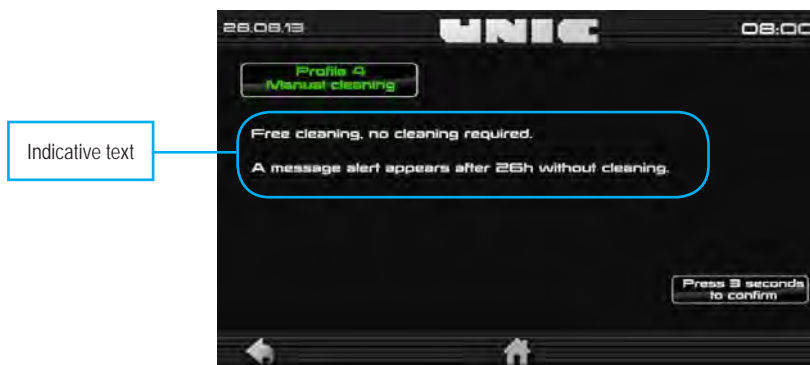 28.08.13 UNIC 08:00
Profile 4
Manual cleaning
Indicative text
Free cleaning, no cleaning required.
A message alert appears after 26h without cleaning.
Press 3 seconds
to confirm